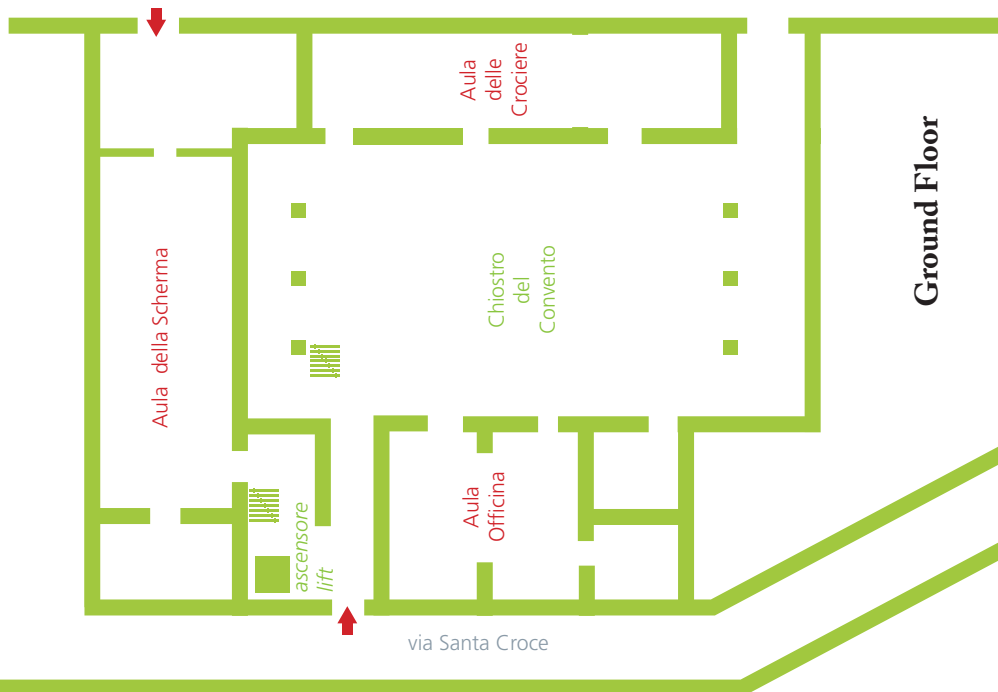 Aula
delle
Crociere
Ground Floor
Aula della Scherma
Chiostro
del
Convento
Aula
Officina
ascensore
lift
via Santa Croce